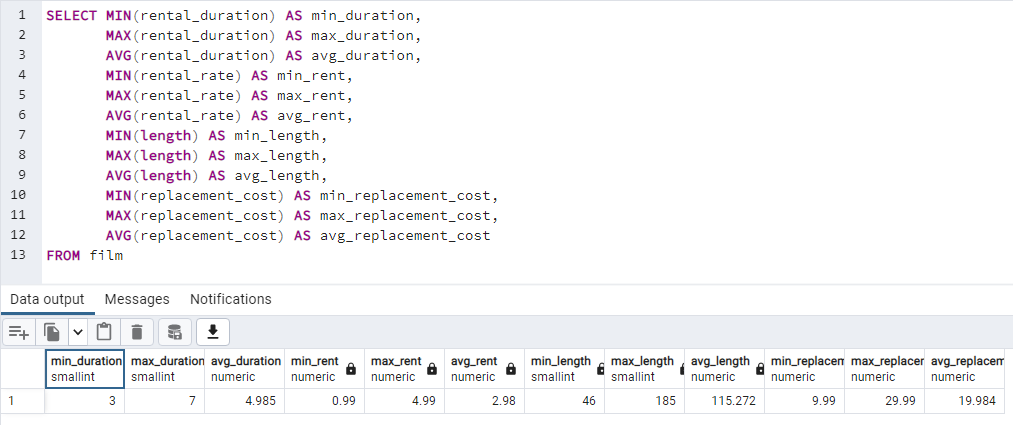 1 SELECT MIN(rental_duration) AS min_duration,
2 MAX(rental_duration) AS max_duration,
3 AVG(rental_duration) AS avg_duration,
4 MIN(rental_rate) AS min_rent,
5 MAX(rental_rate) AS max_rent,
6 AVG(rental_rate) AS avg_rent,
7 MIN(length) AS min_length,
8 MAX(length) AS max_length,
9 AVG(length) AS avg_length,
10 MIN(replacement_cost) AS min_replacement_cost,
11 MAX(replacement_cost) AS max_replacement_cost,
12 AVG(replacement_cost) AS avg_replacement_cost
13 FROM film
Data output Messages Notifications
min_duration max_duration avg_duration min_rent max_rent avg_rent min_length max_length avg_length min_replacem max_replacer avg_replacem
smallint smallint numeric numeric numeric numeric smallint smallint numeric numeric numeric numeric
1 3 7 4.985 0.99 4.99 2.98 46 185 115.272 9.99 29.99 19.984